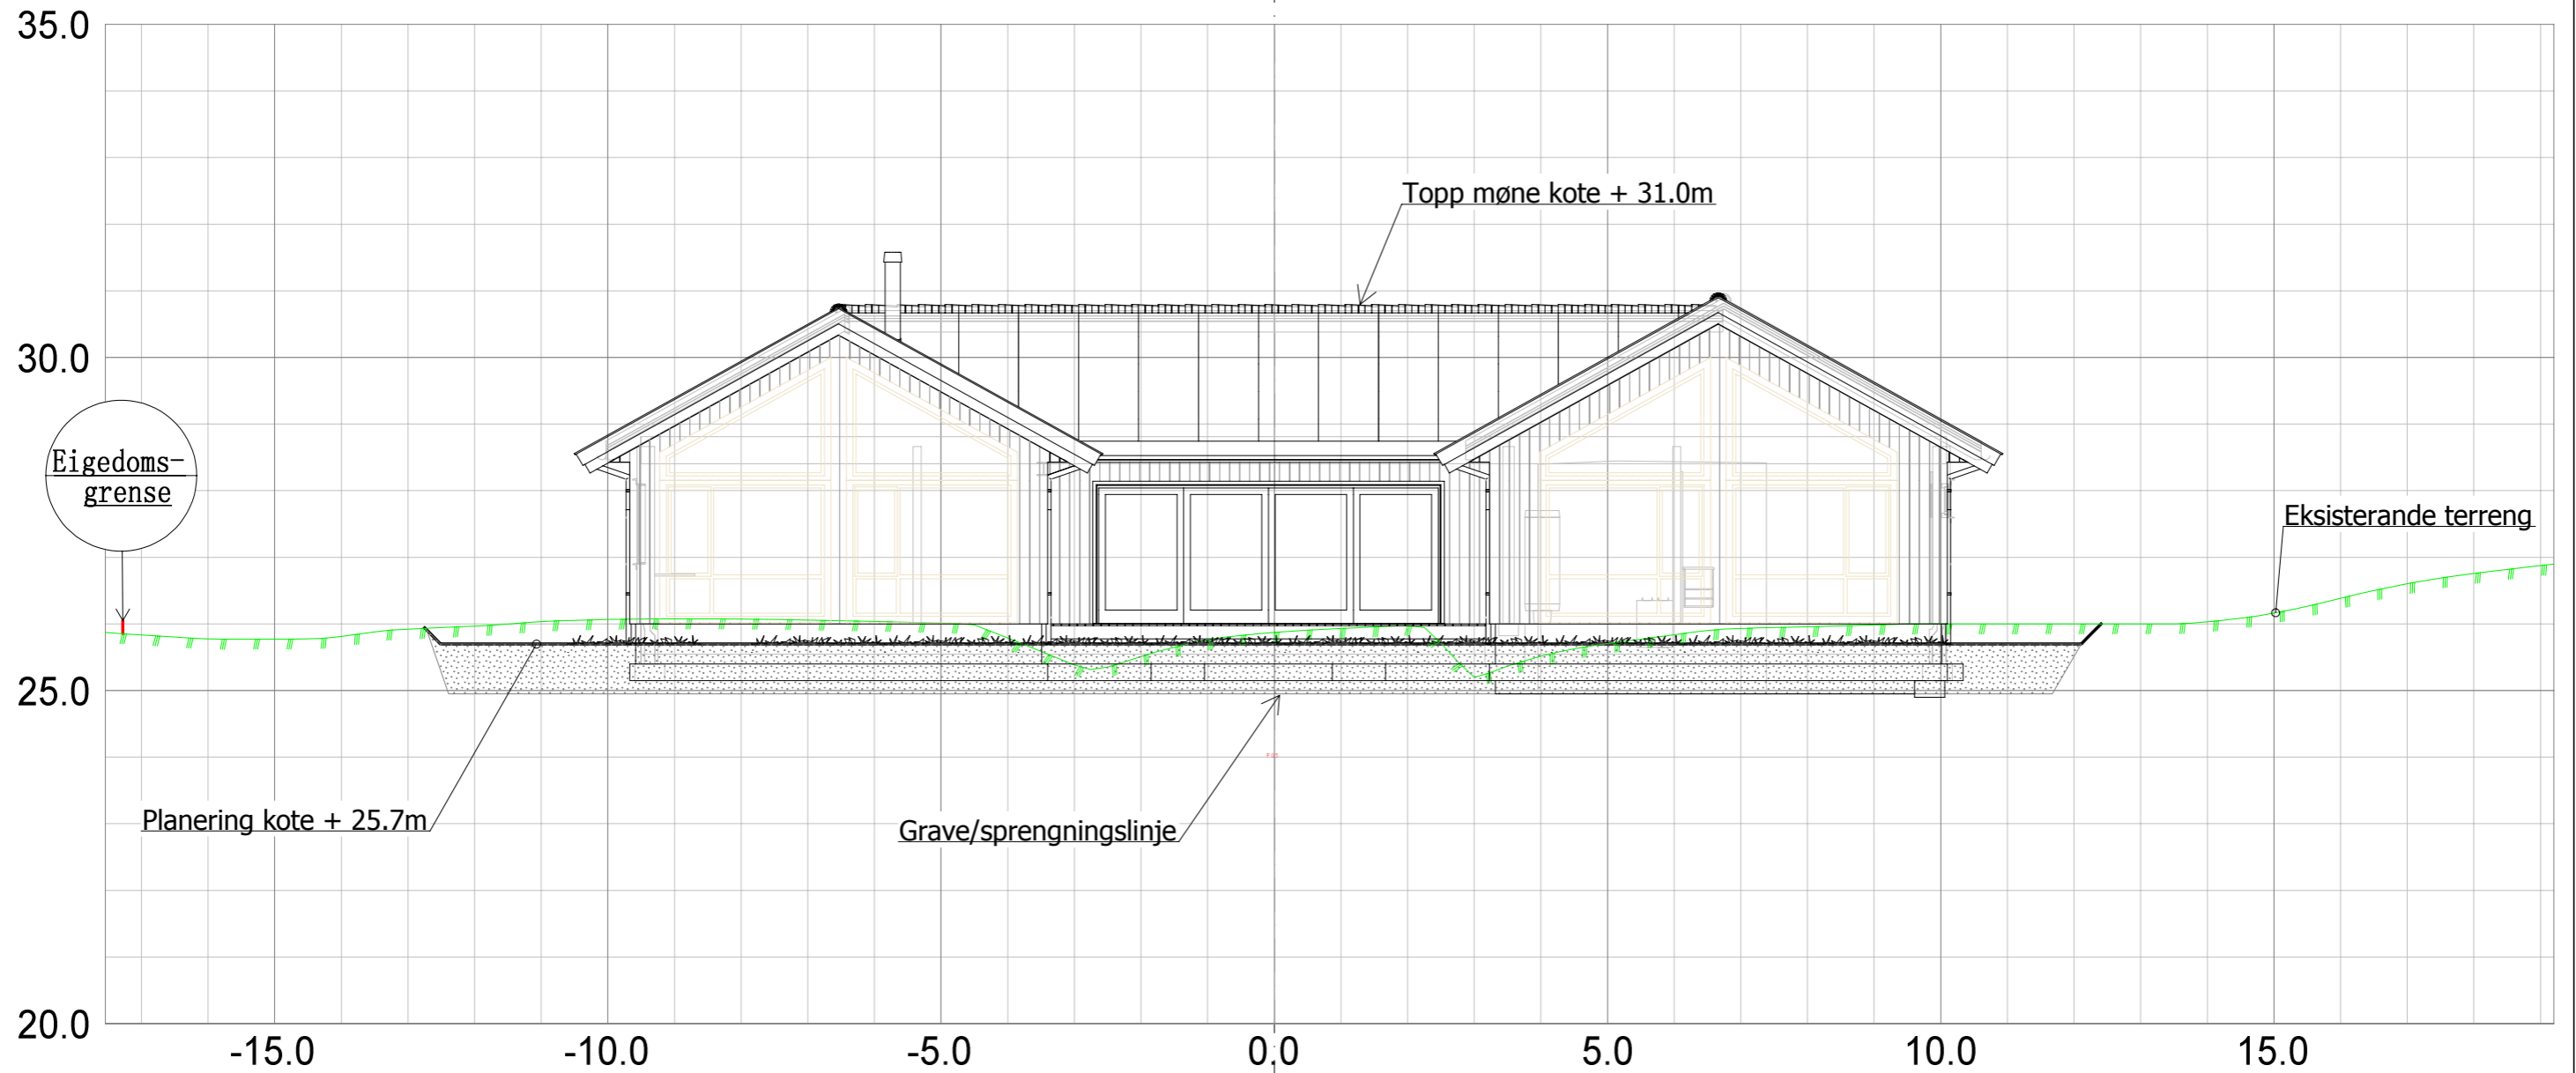 35.0
Topp møne kote + 31.0m
30.0
Eigedoms-
grense
Eksisterande terreng
25.0
Planering kote + 25.7m
Grave/sprengningslinje
20.0
-15.0 -10.0 -5.0 0.0 5.0 10.0 15.0